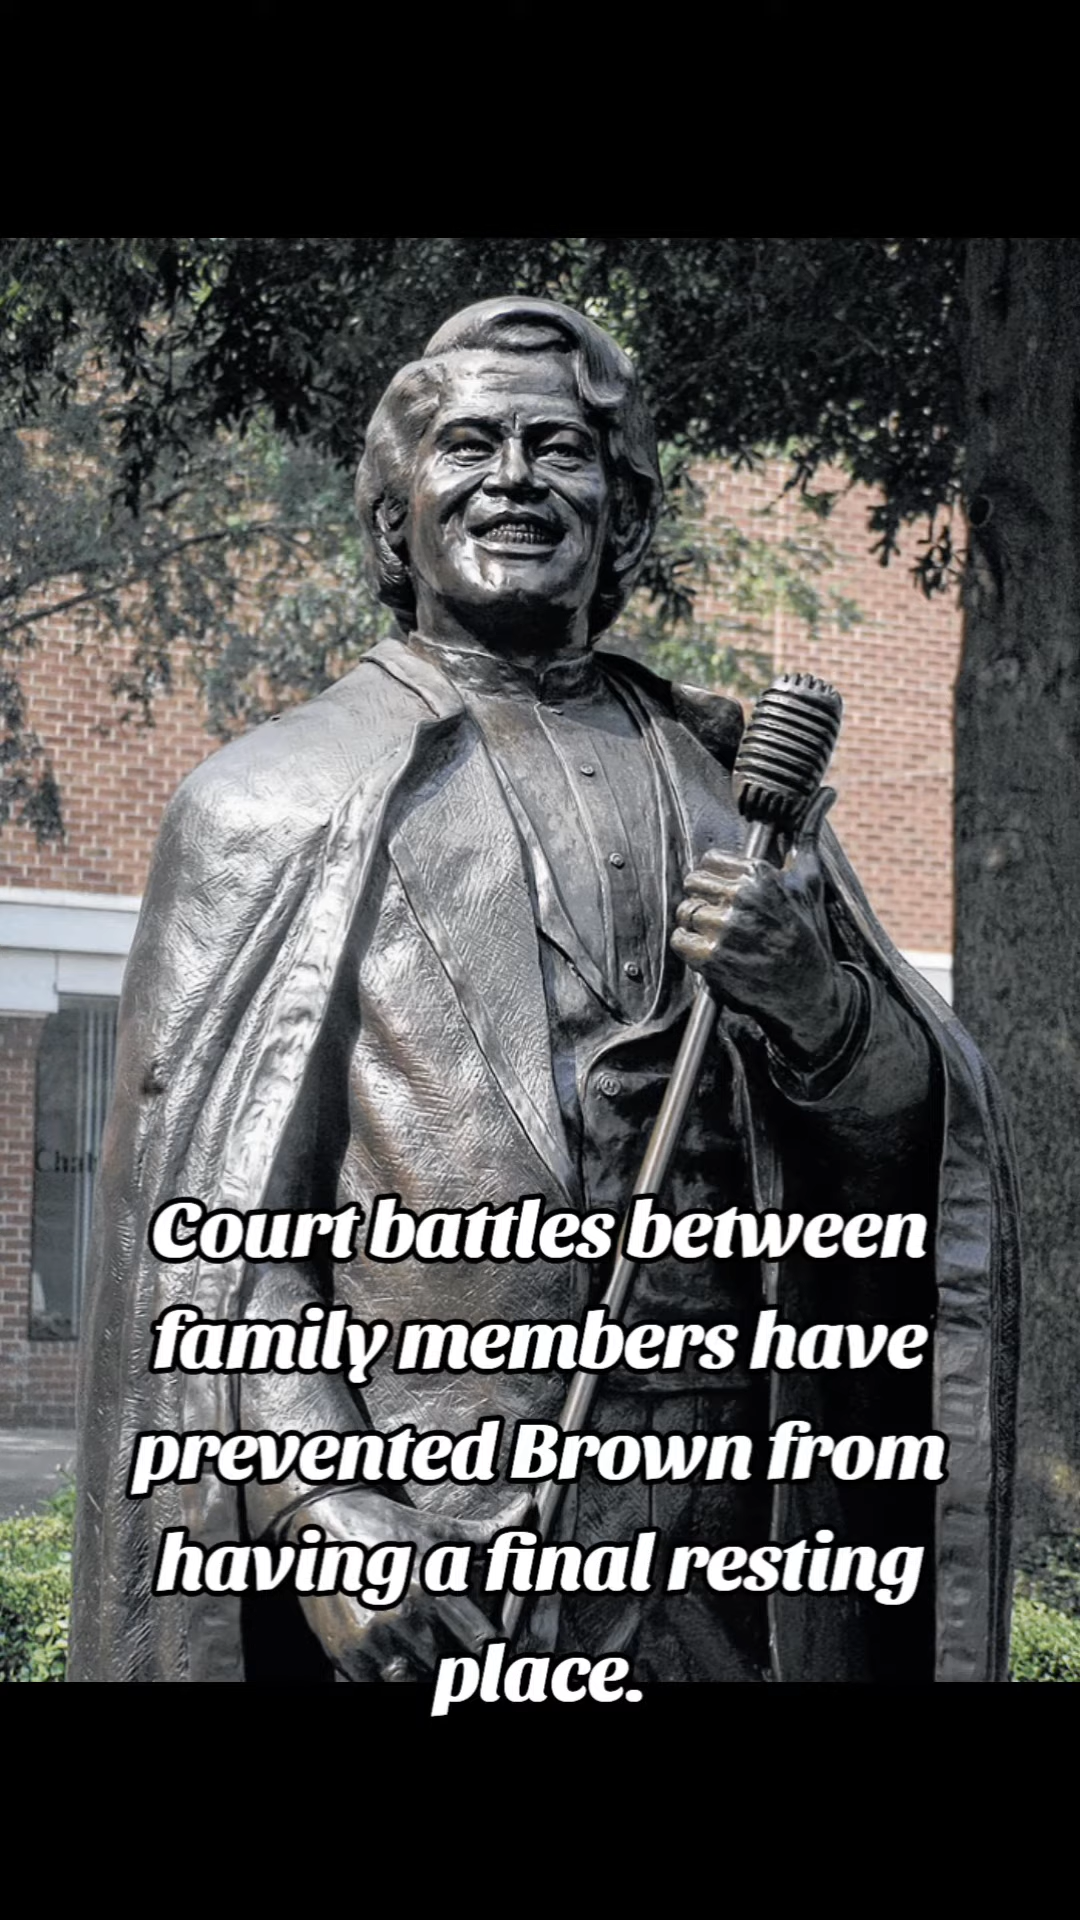 Court battles between
family members have
prevented Brown from
having a final resting
place.